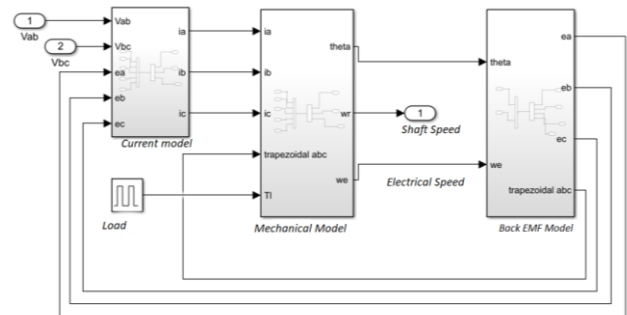 1
Vab
2
Vbc
Vab
Vbc
ea
eb
ec
ia
ib
ic
Current model
Load
ia
ib
ic
trapezoidal abc
Tl
theta
wr
we
Mechanical Model
1
Shaft Speed
Electrical Speed
theta
we
ea
eb
ec
trapezoidal abc
Back EMF Model